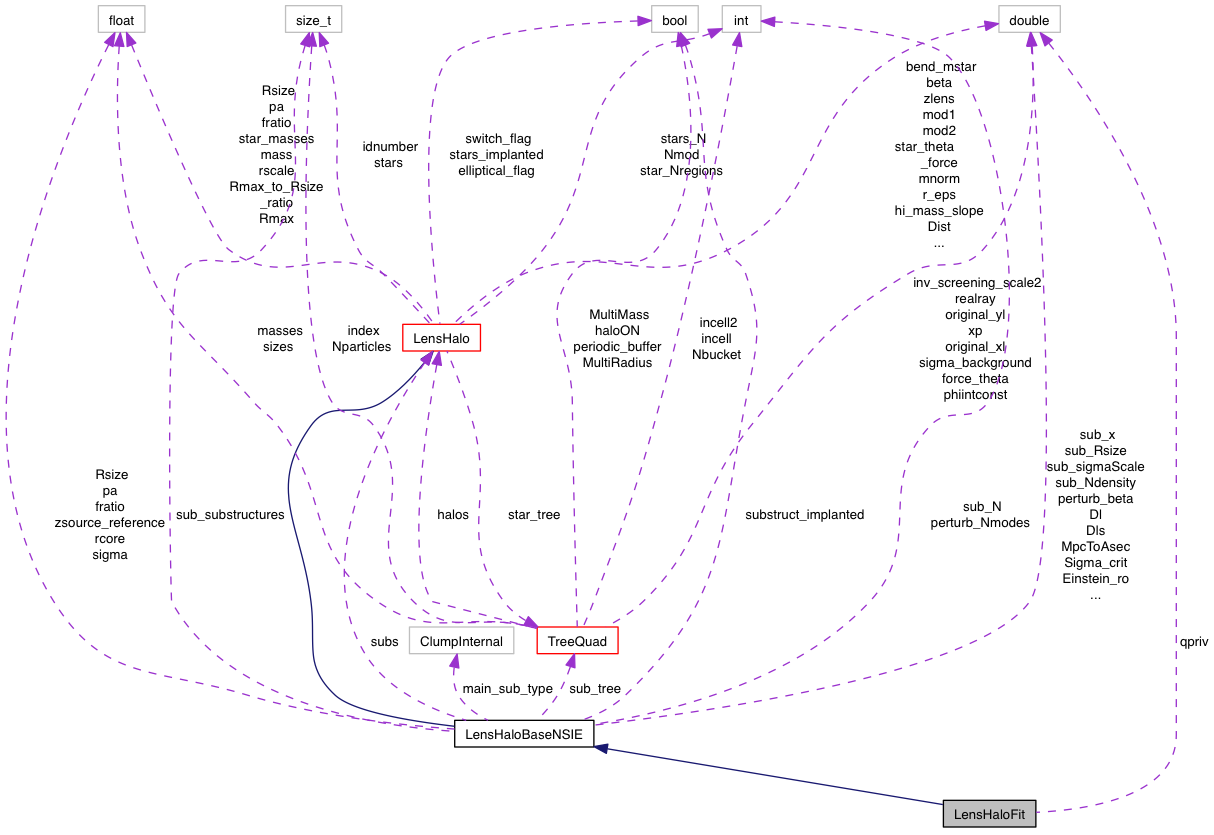 float
size_t
bool
int
double
bend_mstar
beta
zlens
mod1
mod2
star_theta
_force
mnorm
r_eps
hi_mass_slope
Dist
...
Rsize
pa
fratio
star_masses
mass
rscale
Rmax_to_Rsize
_ratio
Rmax
idnumber
stars
switch_flag
stars_implanted
elliptical_flag
stars_N
Nmod
star_Nregions
inv_screening_scale2
realray
original_yl
xp
original_xl
sigma_background
force_theta
phiintconst
masses
sizes
index
Nparticles
LensHalo
MultiMass
haloON
periodic_buffer
MultiRadius
incell2
incell
Nbucket
sub_x
sub_Rsize
sub_sigmaScale
sub_Ndensity
perturb_beta
Dl
Dls
MpcToAsec
Sigma_crit
Einstein_ro
...
Rsize
pa
fratio
zsource_reference
rcore
sigma
sub_substructures
halos
star_tree
substruct_implanted
sub_N
perturb_Nmodes
subs
ClumpInternal
TreeQuad
qpriv
main_sub_type
sub_tree
LensHaloBaseNSIE
LensHaloFit